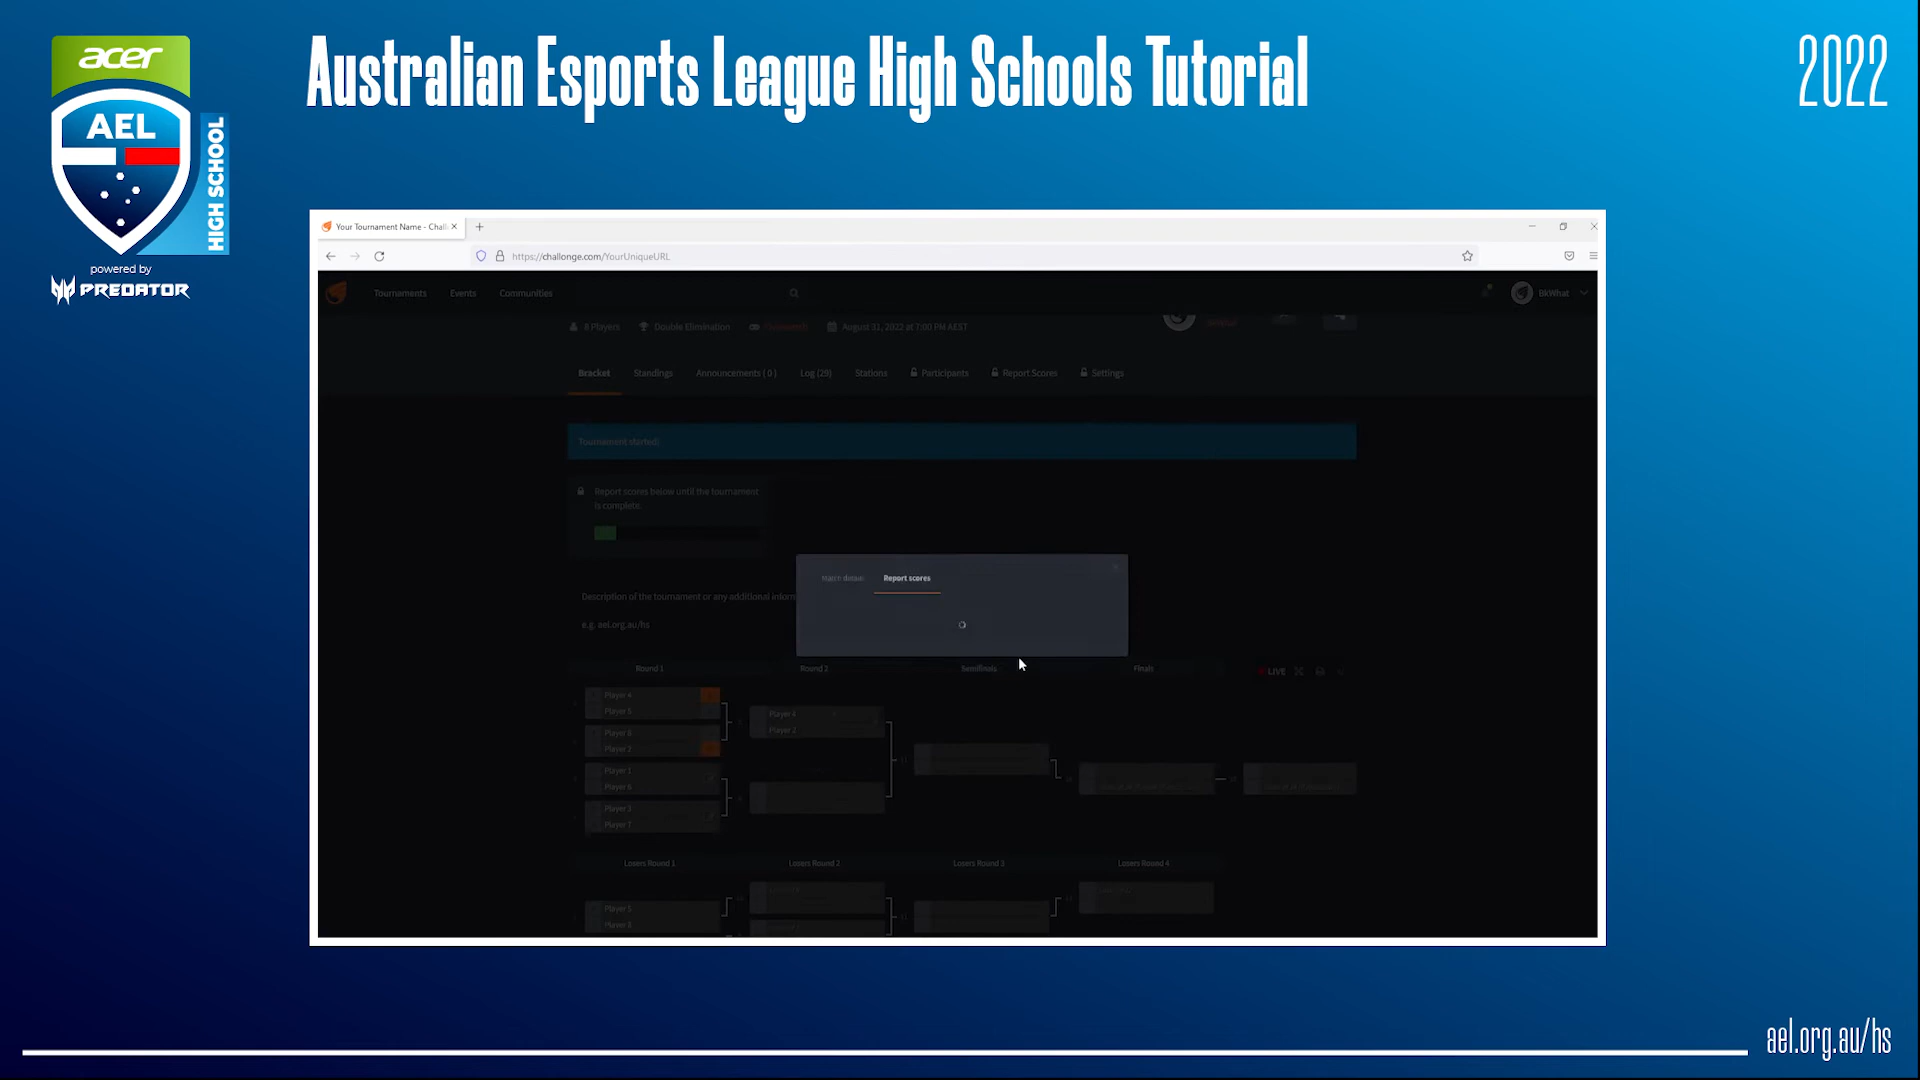 acer
AEL
HIGH SCHOOL
powered by
PREDATOR
Australian Esports League High Schools Tutorial
2022
Your Tournament Name - Chall
https://challonge.com/YourUniqueURL
Tournaments Events Communities
BkWhat
8 Players Double Elimination Overwatch August 31, 2022 at 7:00 PM AEST
Bracket Standings Announcements ( 0 ) Log (29) Stations Participants Report Scores Settings
Tournament started!
Report scores below until the tournament
is complete.
Match details Report scores
Description of the tournament or any additional inform
e.g. ael.org.au/hs
Round 1 Round 2 Semifinals Finals
LIVE
Player 4
Player 5
Player 8
Player 2
Player 1
Player 6
Player 3
Player 7
Player 4
Player 2
Losers Round 1 Losers Round 2 Losers Round 3 Losers Round 4
Player 5
Player 8
ael.org.au/hs